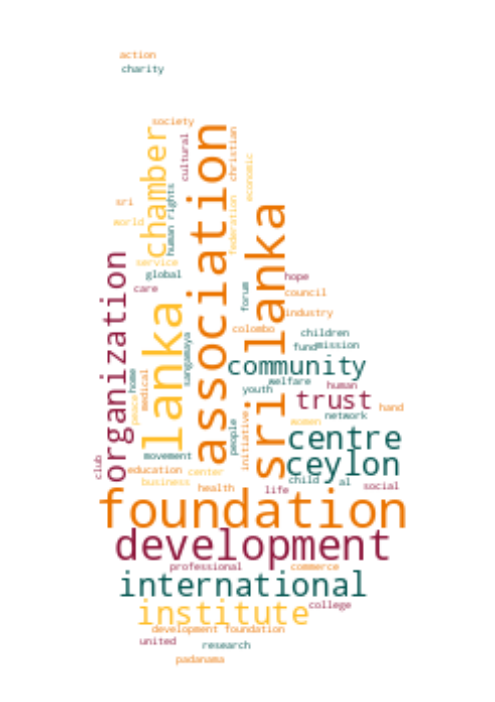 action
charity
society
chamber
association
cultural
christian
economic
human rights
sri
world
federation
sri lanka
service
global
care
organization
hope
council
forum
industry
lanka
colombo
sangamaya
children
fund
mission
community
home
medical
peace
welfare
youth
human
trust
hand
network
women
initiative
people
centre
movement
ceylon
club
education
center
business
child
al
social
health
life
foundation
development
professional
commerce
international
institute
college
development foundation
united
research
padanama